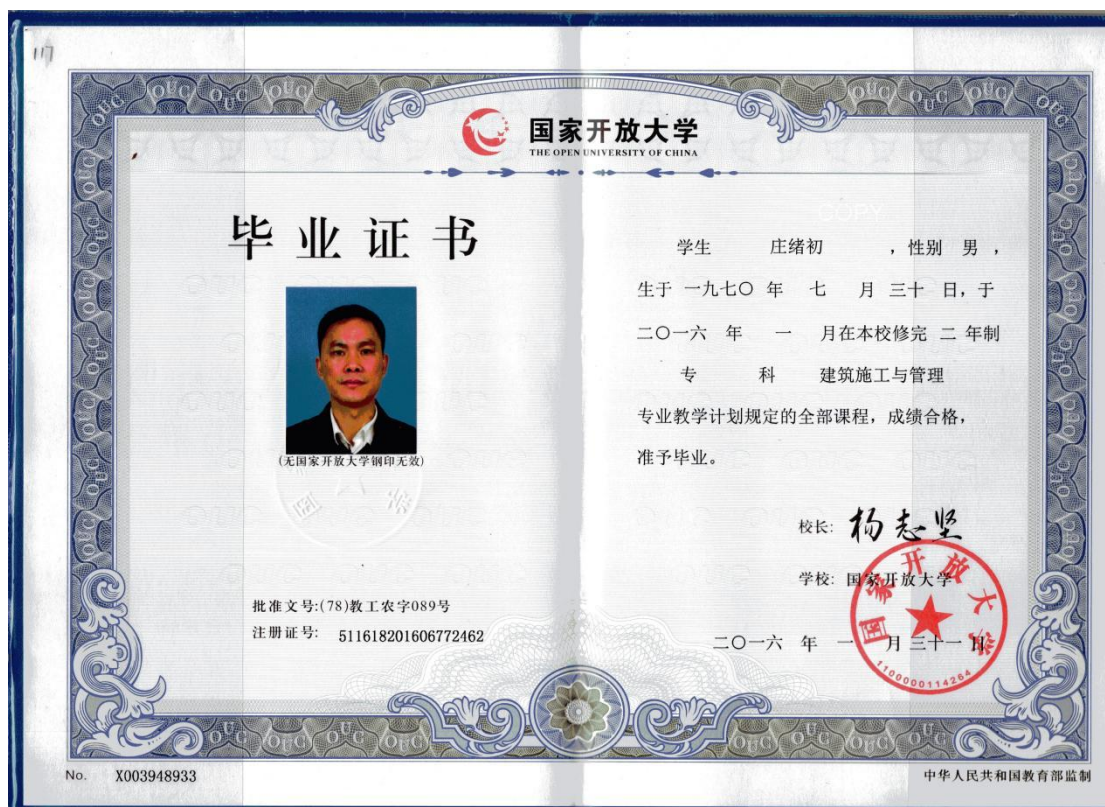 117
国家开放大学
THE OPEN UNIVERSITY OF CHINA
毕业证书
(无国家开放大学钢印无效)
批准文号:(78)教工农字089号
注册证号: 511618201606772462
COPY
学生 庄绪初 ,性别 男,
生于 一九七〇 年 七 月 三十 日,于
二〇一六 年 一 月在本校修完 二 年制
专 科 建筑施工与管理
专业教学计划规定的全部课程,成绩合格,
准予毕业。
校长: 杨志坚
学校: 国家开放大学
二〇一六 年 一 月 三十一 日
国家开放大学
1100000114264
No. X003948933
中华人民共和国教育部监制